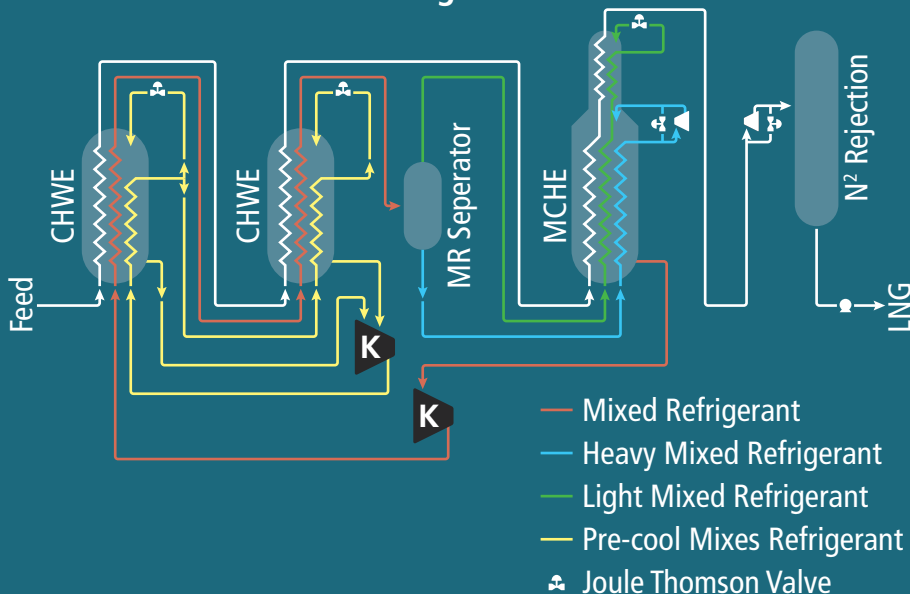 CHWE
CHWE
MR Seperator
MCHE
N² Rejection
Feed
LNG
K
K
Mixed Refrigerant
Heavy Mixed Refrigerant
Light Mixed Refrigerant
Pre-cool Mixes Refrigerant
Joule Thomson Valve